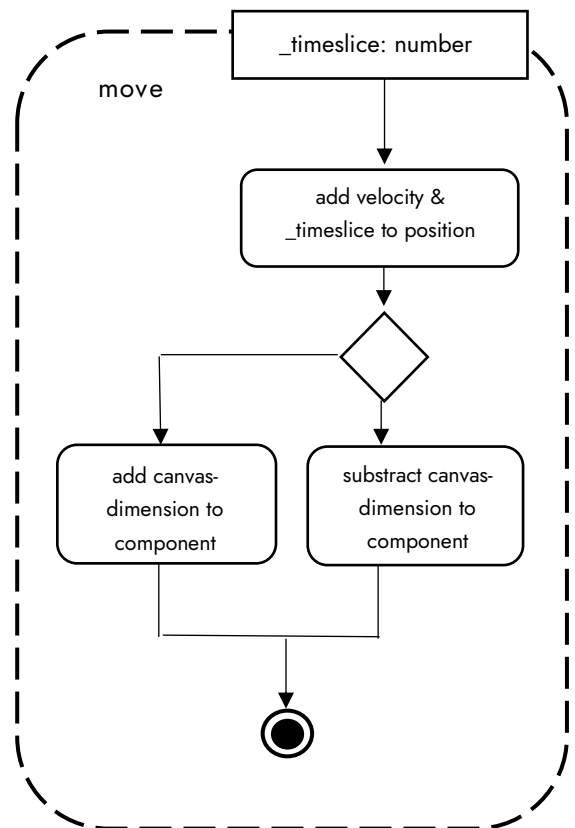 _timeslice: number
move
add velocity &
_timeslice to position
add canvas-
dimension to
component
substract canvas-
dimension to
component